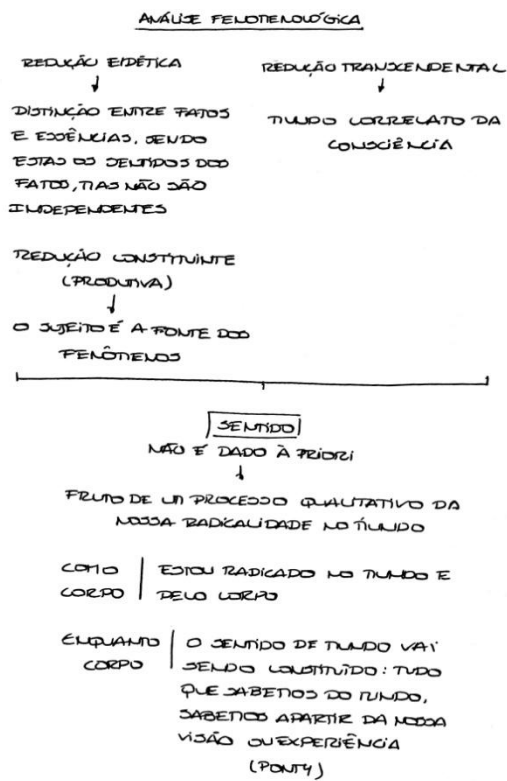 ANÁLISE FENOMENOLÓGICA
REDUÇÃO EIDÉTICA
DISTINÇÃO ENTRE FATOS
E ESSÊNCIAS, SENDO
ESTAS OS SENTIDOS DOS
FATOS, MAS NÃO SÃO
INDEPENDENTES
REDUÇÃO TRANSCENDENTAL
MUNDO CORRELATO DA
CONSCIÊNCIA
REDUÇÃO CONSTITUINTE
(PRODUTIVA)
O SUJEITO É A FONTE DOS
FENÔMENOS
SENTIDO
NÃO É DADO À PRIORI
FRUTO DE UM PROCESSO QUALITATIVO DA
NOSSA RADICALIDADE NO MUNDO
COMO CORPO | ESTOU RADICADO NO MUNDO E
PELO CORPO
ENQUANTO CORPO | O SENTIDO DE MUNDO VAI
SENDO CONSTITUÍDO: TUDO
QUE SABEMOS DO MUNDO,
SABEMOS APARTIR DA NOSSA
VISÃO OU EXPERIÊNCIA
(PONTY)